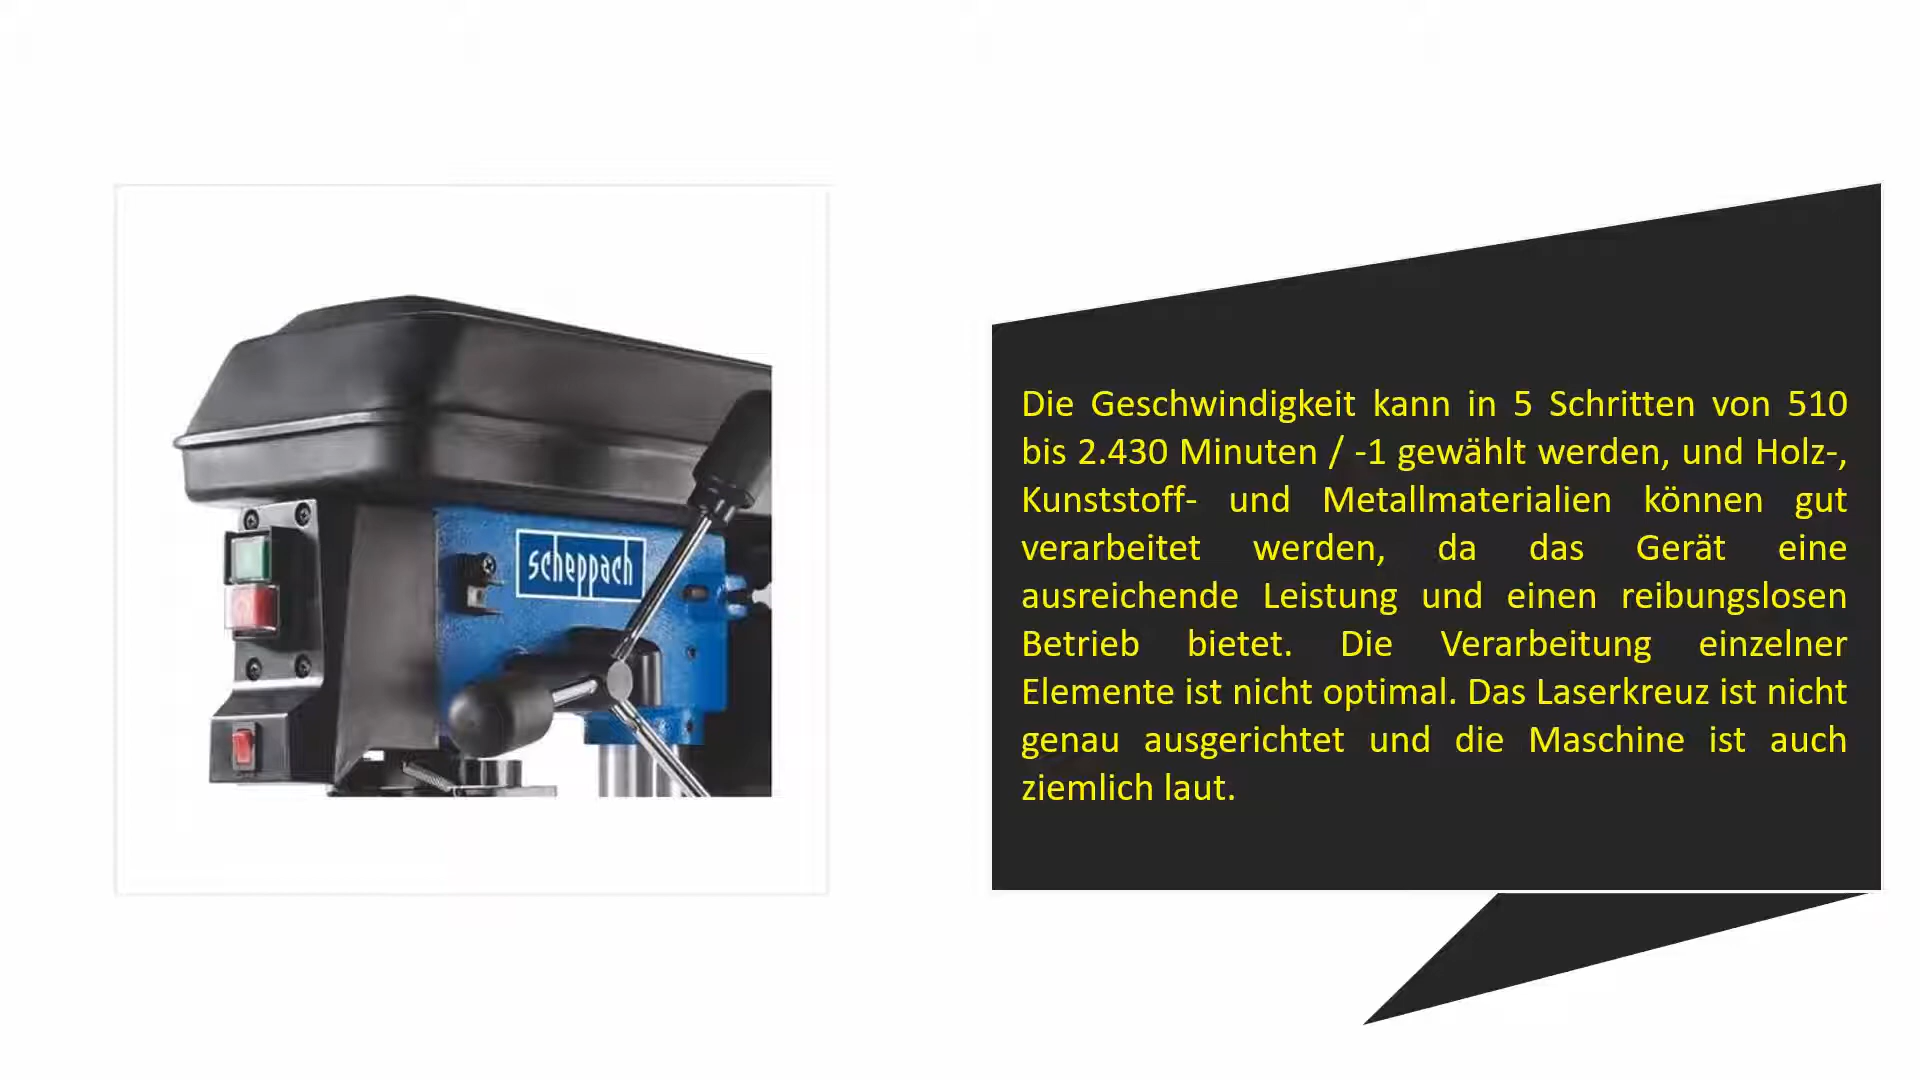 scheppach
Die Geschwindigkeit kann in 5 Schritten von 510
bis 2.430 Minuten / -1 gewählt werden, und Holz-,
Kunststoff- und Metallmaterialien können gut
verarbeitet werden, da das Gerät eine
ausreichende Leistung und einen reibungslosen
Betrieb bietet. Die Verarbeitung einzelner
Elemente ist nicht optimal. Das Laserkreuz ist nicht
genau ausgerichtet und die Maschine ist auch
ziemlich laut.